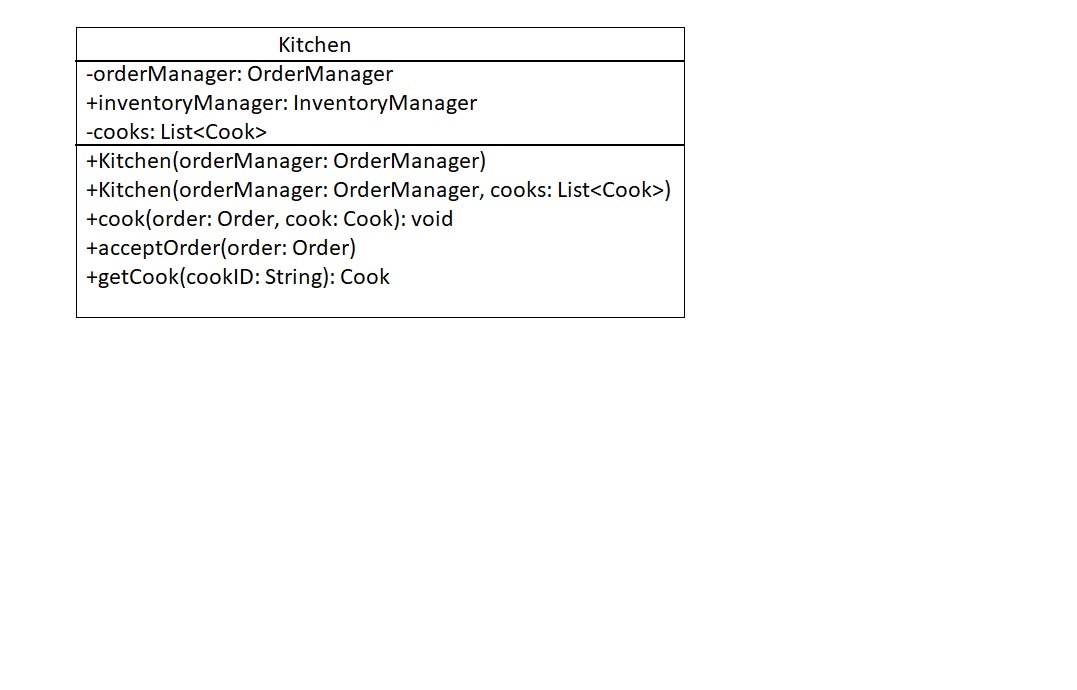 Kitchen
-orderManager: OrderManager
+inventoryManager: InventoryManager
-cooks: List<Cook>
+Kitchen(orderManager: OrderManager)
+Kitchen(orderManager: OrderManager, cooks: List<Cook>)
+cook(order: Order, cook: Cook): void
+acceptOrder(order: Order)
+getCook(cookID: String): Cook